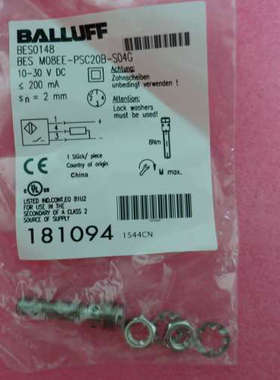 BALLUFF
BES014B
BES M08EE-PSC20B-S04G
10-30 V DC
≤ 200 mA
sn = 2 mm
Achtung:
Zahnscheiben
unbedingt verwenden!
Attention:
Lock washers
must be used!
8Nm
1 Stück/ piece
Country of origin
China
M max.
LISTED IND.CONT.EQ 81U2
FOR USE IN THE
SECONDARY OF A CLASS 2
SOURCE OF SUPPLY
181094 1544CN